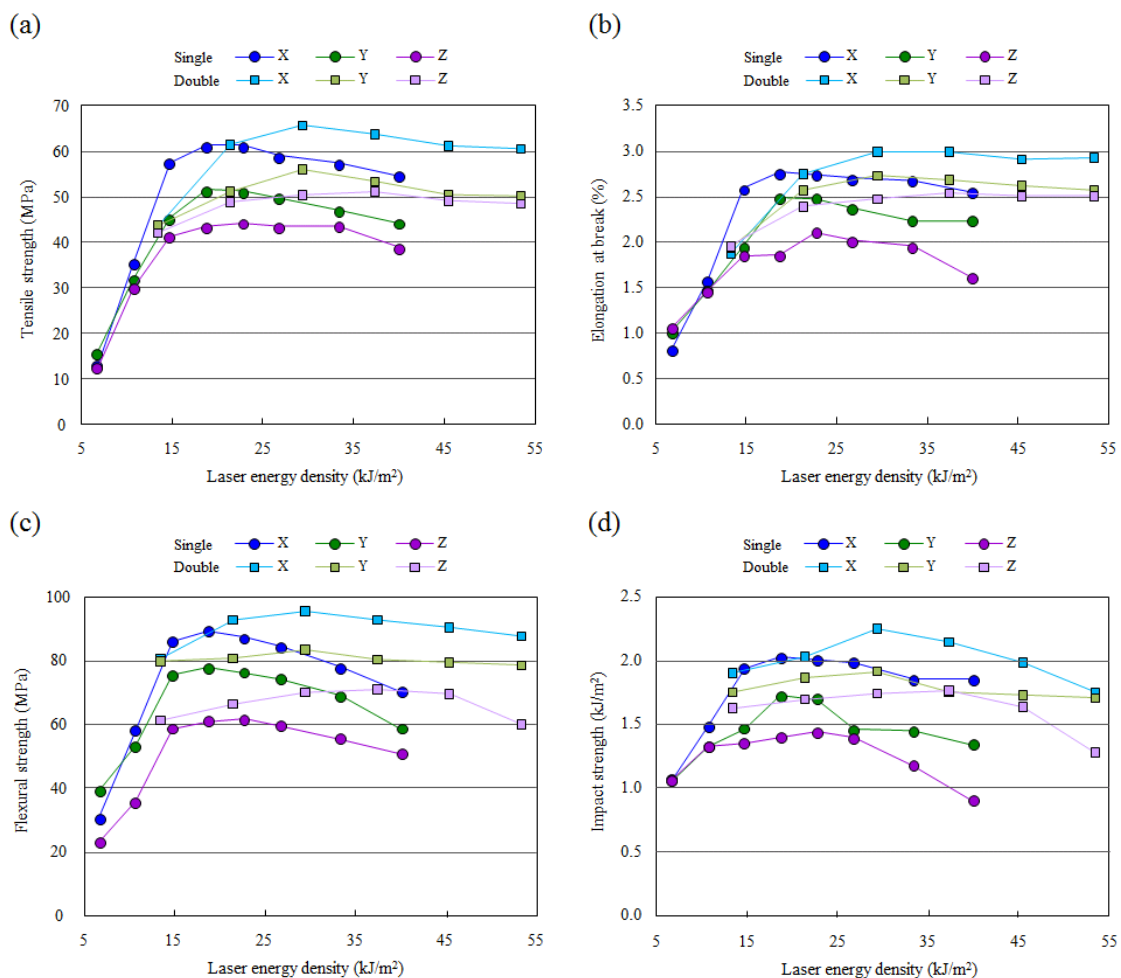 (a)
Single X Y Z
Double X Y Z
Tensile strength (MPa)
70
60
50
40
30
20
10
0
5 15 25 35 45 55
Laser energy density (kJ/m²)
(b)
Single X Y Z
Double X Y Z
Elongation at break (%)
3.5
3.0
2.5
2.0
1.5
1.0
0.5
0.0
5 15 25 35 45 55
Laser energy density (kJ/m²)
(c)
Single X Y Z
Double X Y Z
Flexural strength (MPa)
100
80
60
40
20
0
5 15 25 35 45 55
Laser energy density (kJ/m²)
(d)
Single X Y Z
Double X Y Z
Impact strength (kJ/m²)
2.5
2.0
1.5
1.0
0.5
0.0
5 15 25 35 45 55
Laser energy density (kJ/m²)